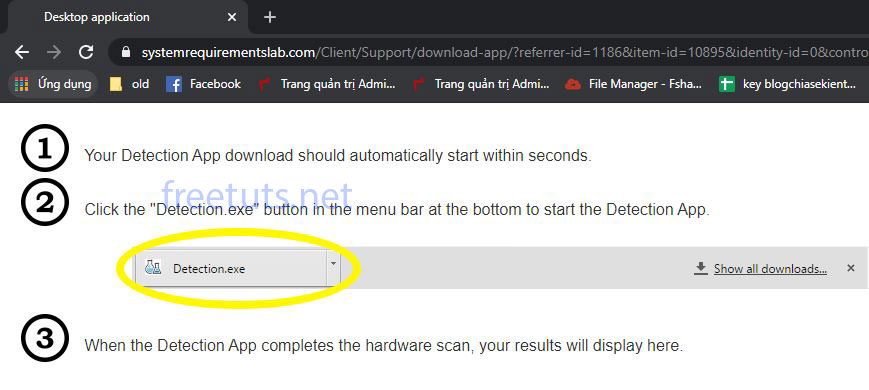 Desktop application
systemrequirementslab.com/Client/Support/download-app/?referrer-id=1186&item-id=10895&identity-id=0&contro
Ứng dụng old Facebook Trang quản trị Admi... Trang quản trị Admi... File Manager - Fsha... key blogchiasekient...
1 Your Detection App download should automatically start within seconds.
freetuts.net
2 Click the "Detection.exe" button in the menu bar at the bottom to start the Detection App.
Detection.exe Show all downloads...
3 When the Detection App completes the hardware scan, your results will display here.